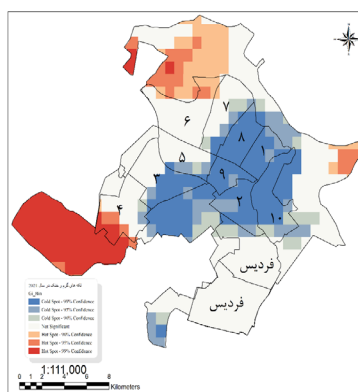 ۷
۶
۸
۱
۵
۳
۹
۴
۲
۱۰
فردیس
فردیس
Gi_Bin
Cold Spot - 99% Confidence
Cold Spot - 95% Confidence
Cold Spot - 90% Confidence
Not Significant
Hot Spot - 90% Confidence
Hot Spot - 95% Confidence
Hot Spot - 99% Confidence
1:111,000
0 2 4 6 8
Kilometers